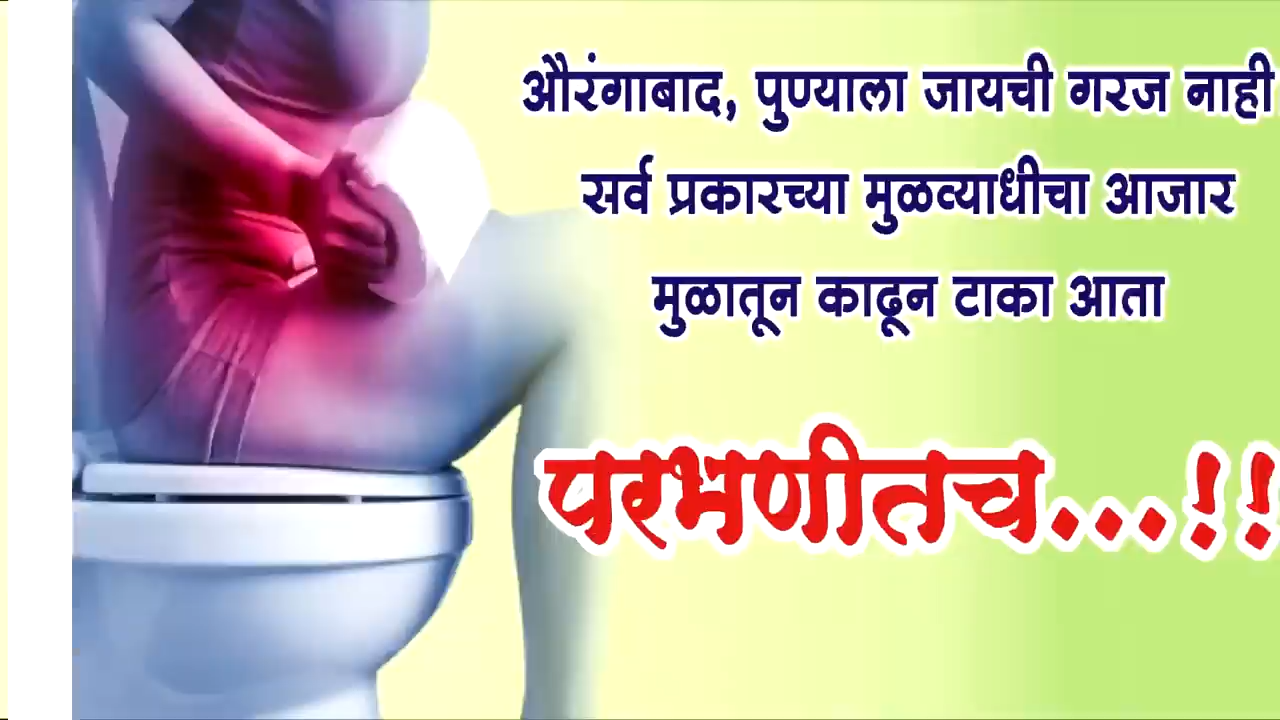 औरंगाबाद, पुण्याला जायची गरज नाही
सर्व प्रकारच्या मुळव्याधीचा आजार
मुळातून काढून टाका आता
परभणीतच...!!